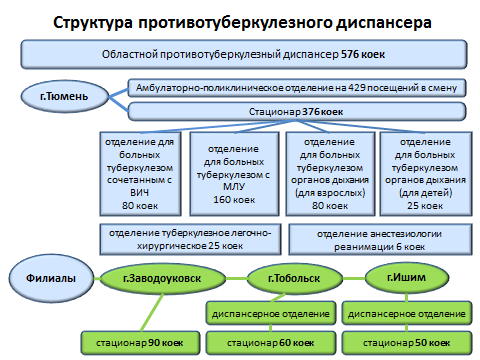 Структура противотуберкулезного диспансера
Областной противотуберкулезный диспансер 576 коек
г.Тюмень
Амбулаторно-поликлиническое отделение на 429 посещений в смену
Стационар 376 коек
отделение для
больных
туберкулезом
сочетанным с
ВИЧ
80 коек
отделение
для больных
туберкулезом с
МЛУ
160 коек
отделение для
больных
туберкулезом
органов дыхания
(для взрослых)
80 коек
отделение для
больных
туберкулезом
органов дыхания
(для детей)
25 коек
отделение туберкулезное легочно-
хирургическое 25 коек
отделение анестезиологии
реанимации 6 коек
Филиалы
г.Заводоуковск
г.Тобольск
г.Ишим
диспансерное отделение
диспансерное отделение
стационар 90 коек
стационар 60 коек
стационар 50 коек